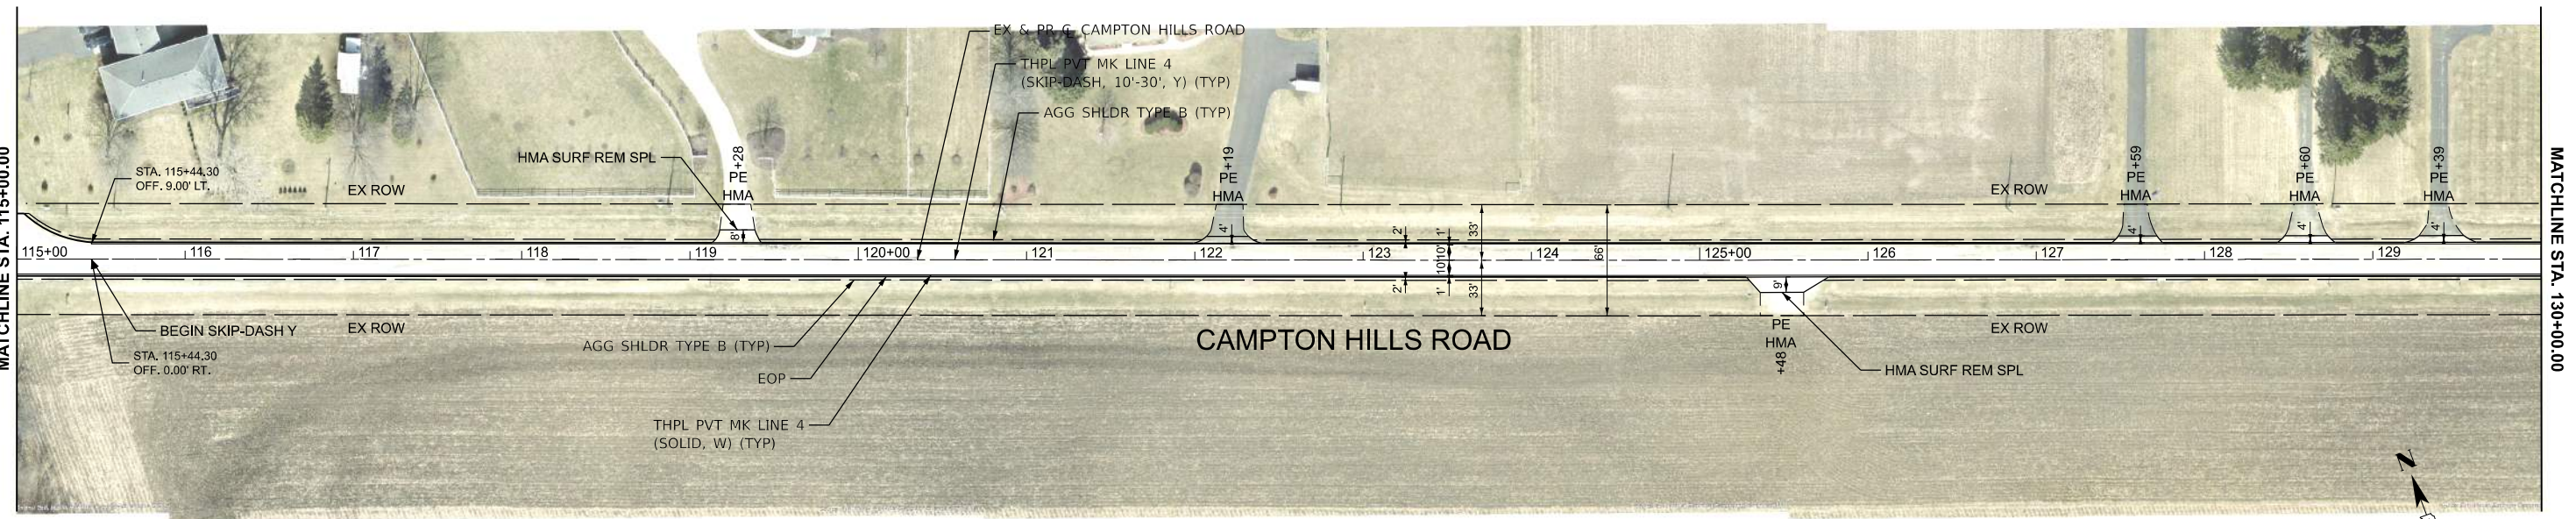 EX & PR ℄ CAMPTON HILLS ROAD
THPL PVT MK LINE 4
(SKIP-DASH, 10'-30', Y) (TYP)
AGG SHLDR TYPE B (TYP)
HMA SURF REM SPL
STA. 115+44.30
OFF. 9.00' LT.
EX ROW
EX ROW
+28
PE
HMA
8'
+19
PE
HMA
4'
+59
PE
HMA
4'
+60
PE
HMA
4'
+39
PE
HMA
4'
MATCHLINE STA. 115+00.00
MATCHLINE STA. 130+00.00
115+00
116
117
118
119
120+00
121
122
123
124
125+00
126
127
128
129
2'
1'
10'
33'
66'
2'
1'
10'
33'
9'
BEGIN SKIP-DASH Y
STA. 115+44.30
OFF. 0.00' RT.
EX ROW
EX ROW
AGG SHLDR TYPE B (TYP)
EOP
THPL PVT MK LINE 4
(SOLID, W) (TYP)
CAMPTON HILLS ROAD
PE
HMA
+48
HMA SURF REM SPL
N